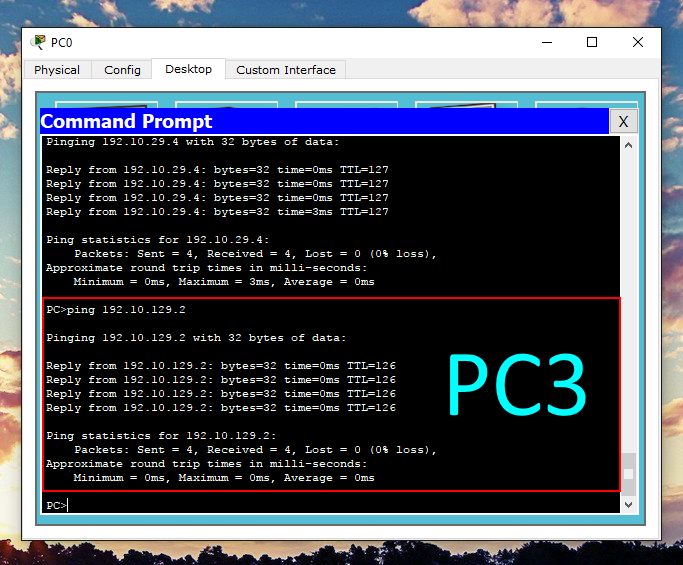 PC0
Physical Config Desktop Custom Interface
Command Prompt X
Pinging 192.10.29.4 with 32 bytes of data:
Reply from 192.10.29.4: bytes=32 time=0ms TTL=127
Reply from 192.10.29.4: bytes=32 time=0ms TTL=127
Reply from 192.10.29.4: bytes=32 time=0ms TTL=127
Reply from 192.10.29.4: bytes=32 time=3ms TTL=127
Ping statistics for 192.10.29.4:
Packets: Sent = 4, Received = 4, Lost = 0 (0% loss),
Approximate round trip times in milli-seconds:
Minimum = 0ms, Maximum = 3ms, Average = 0ms
PC>ping 192.10.129.2
Pinging 192.10.129.2 with 32 bytes of data:
Reply from 192.10.129.2: bytes=32 time=0ms TTL=126
Reply from 192.10.129.2: bytes=32 time=0ms TTL=126
Reply from 192.10.129.2: bytes=32 time=0ms TTL=126
Reply from 192.10.129.2: bytes=32 time=0ms TTL=126
PC3
Ping statistics for 192.10.129.2:
Packets: Sent = 4, Received = 4, Lost = 0 (0% loss),
Approximate round trip times in milli-seconds:
Minimum = 0ms, Maximum = 0ms, Average = 0ms
PC>